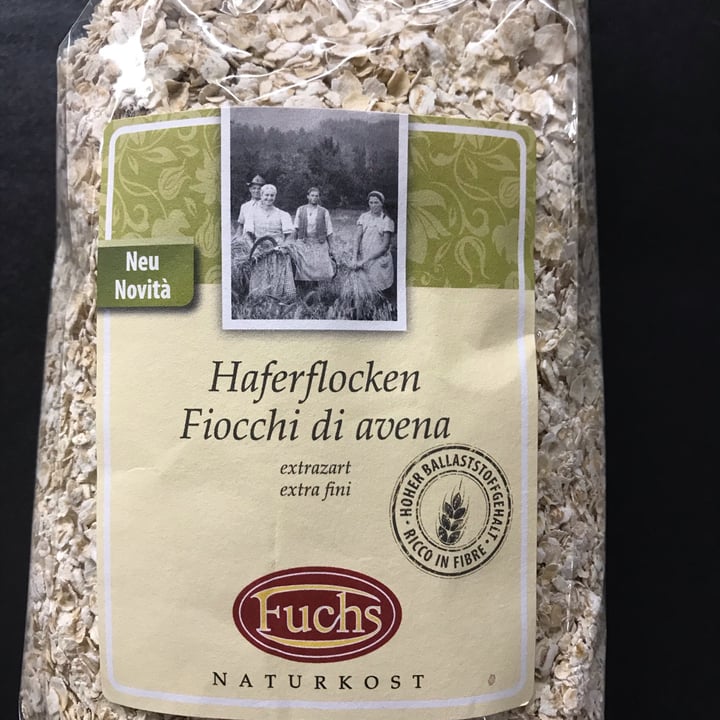 Neu
Novità
Haferflocken
Fiocchi di avena
extrazart
extra fini
HOHER BALLASTSTOFFGEHALT
RICCO IN FIBRE
Fuchs
NATURKOST